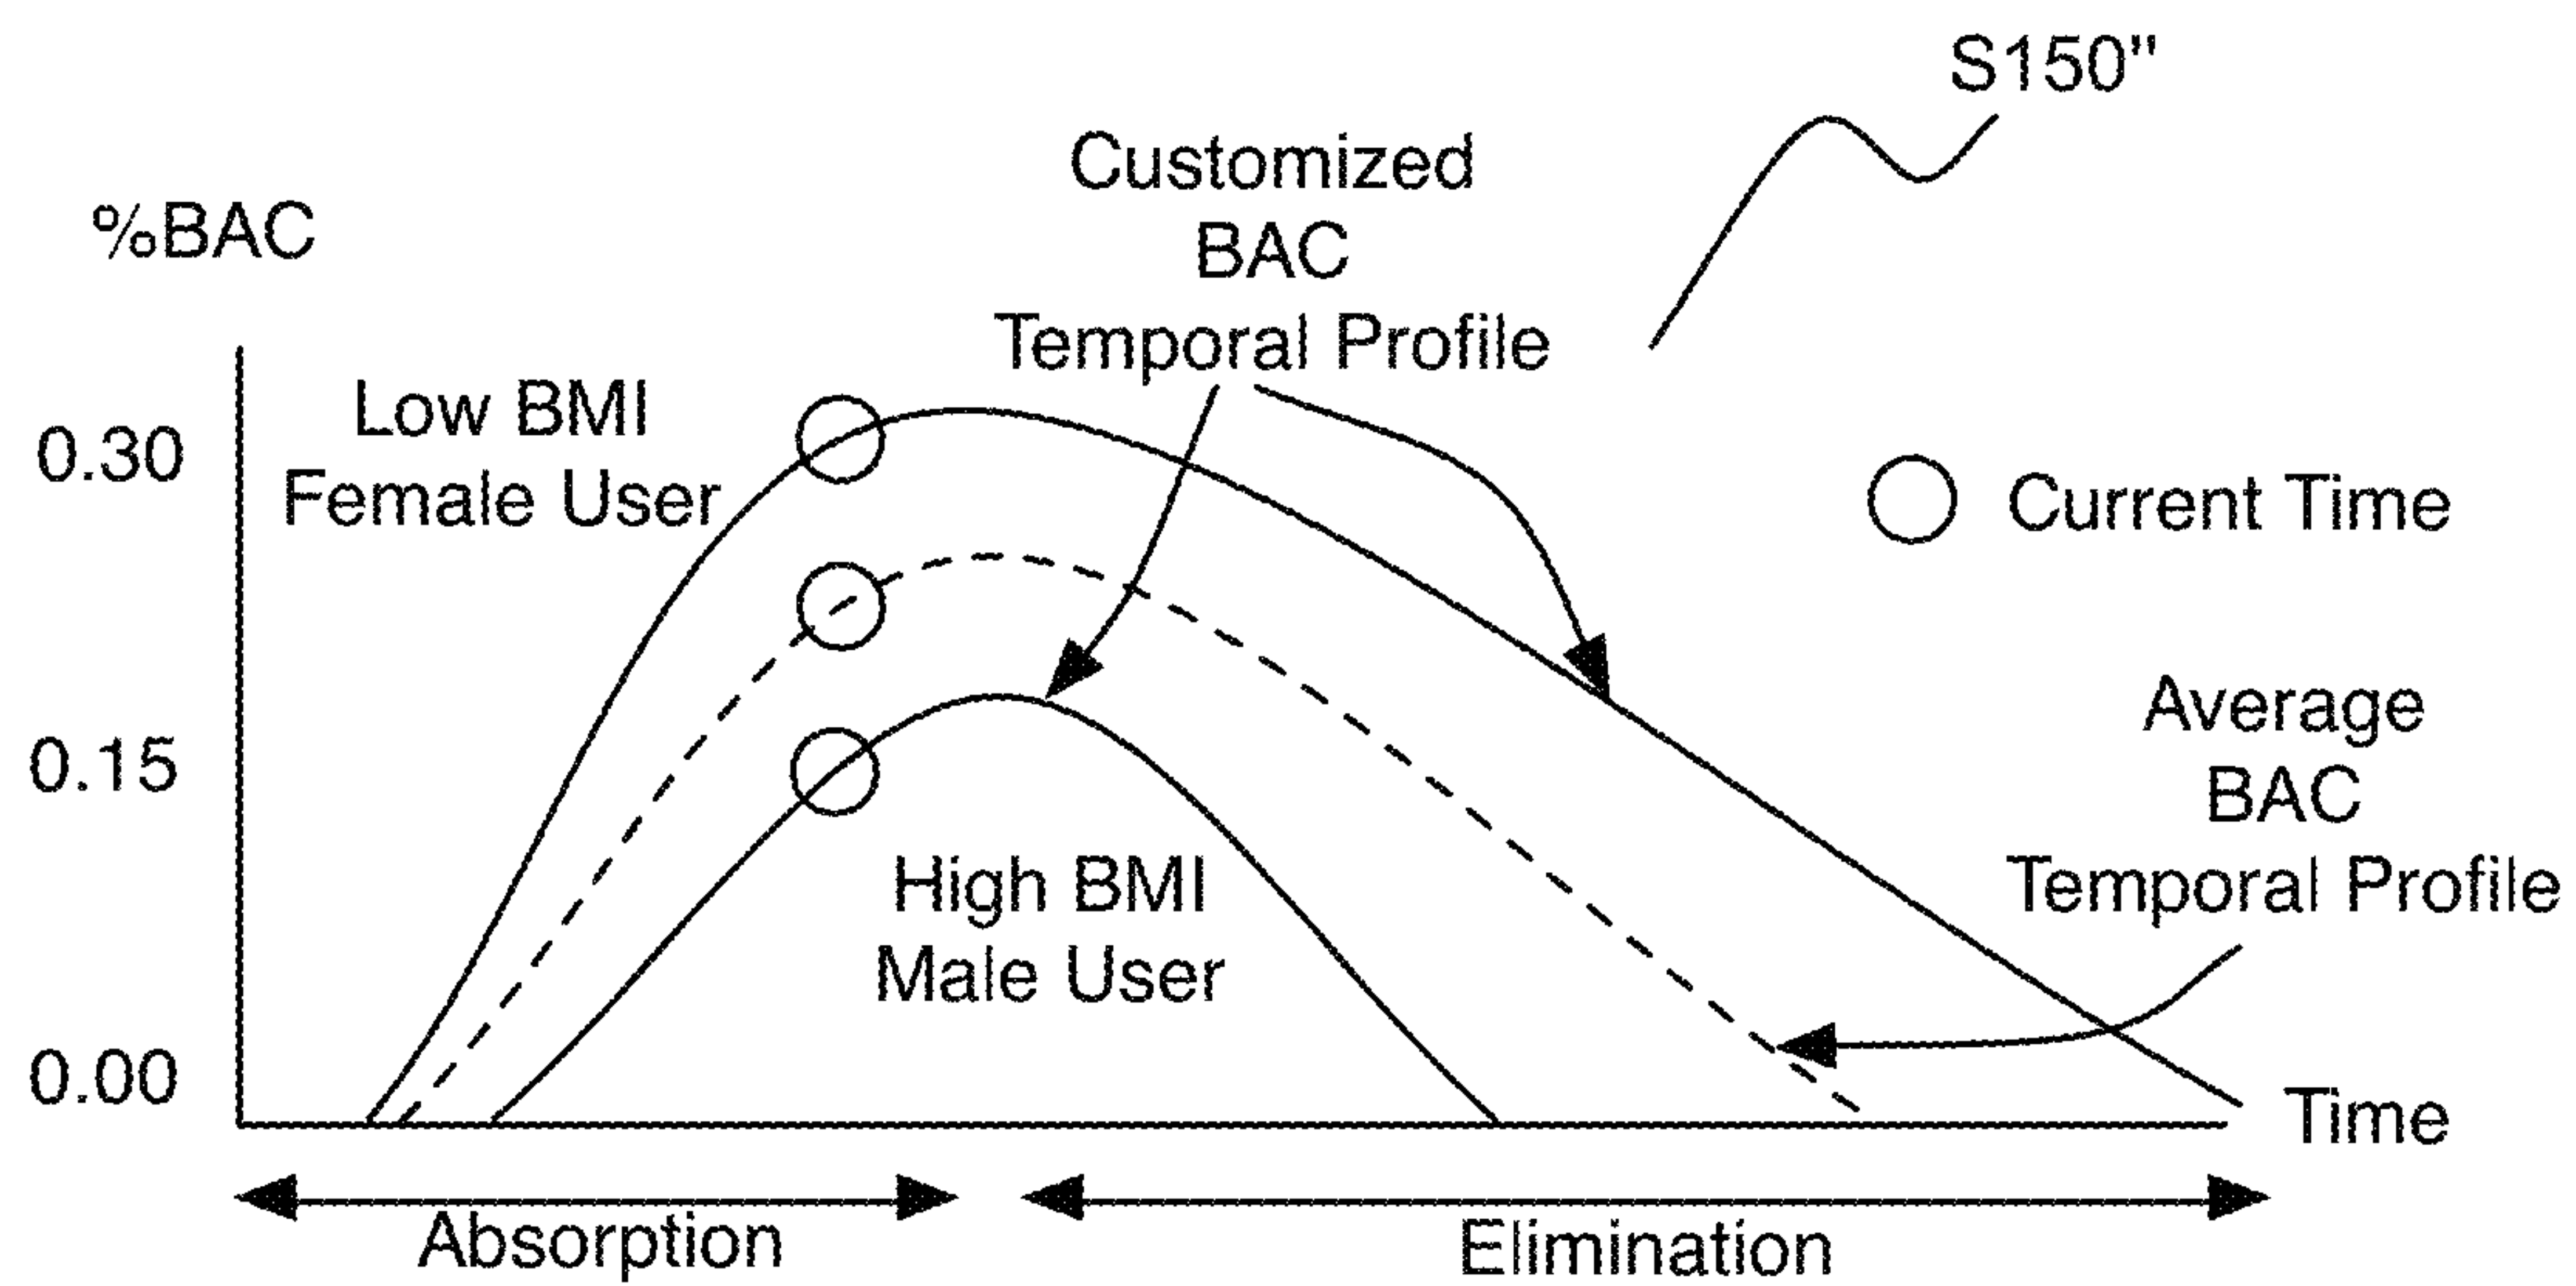 S150"
Customized
BAC
Temporal Profile
%BAC
Low BMI
Female User
0.30
Current Time
Average
BAC
Temporal Profile
0.15
High BMI
Male User
0.00
Time
Absorption
Elimination